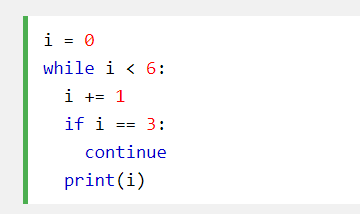 i = 0
while i < 6:
  i += 1
  if i == 3:
    continue
  print(i)